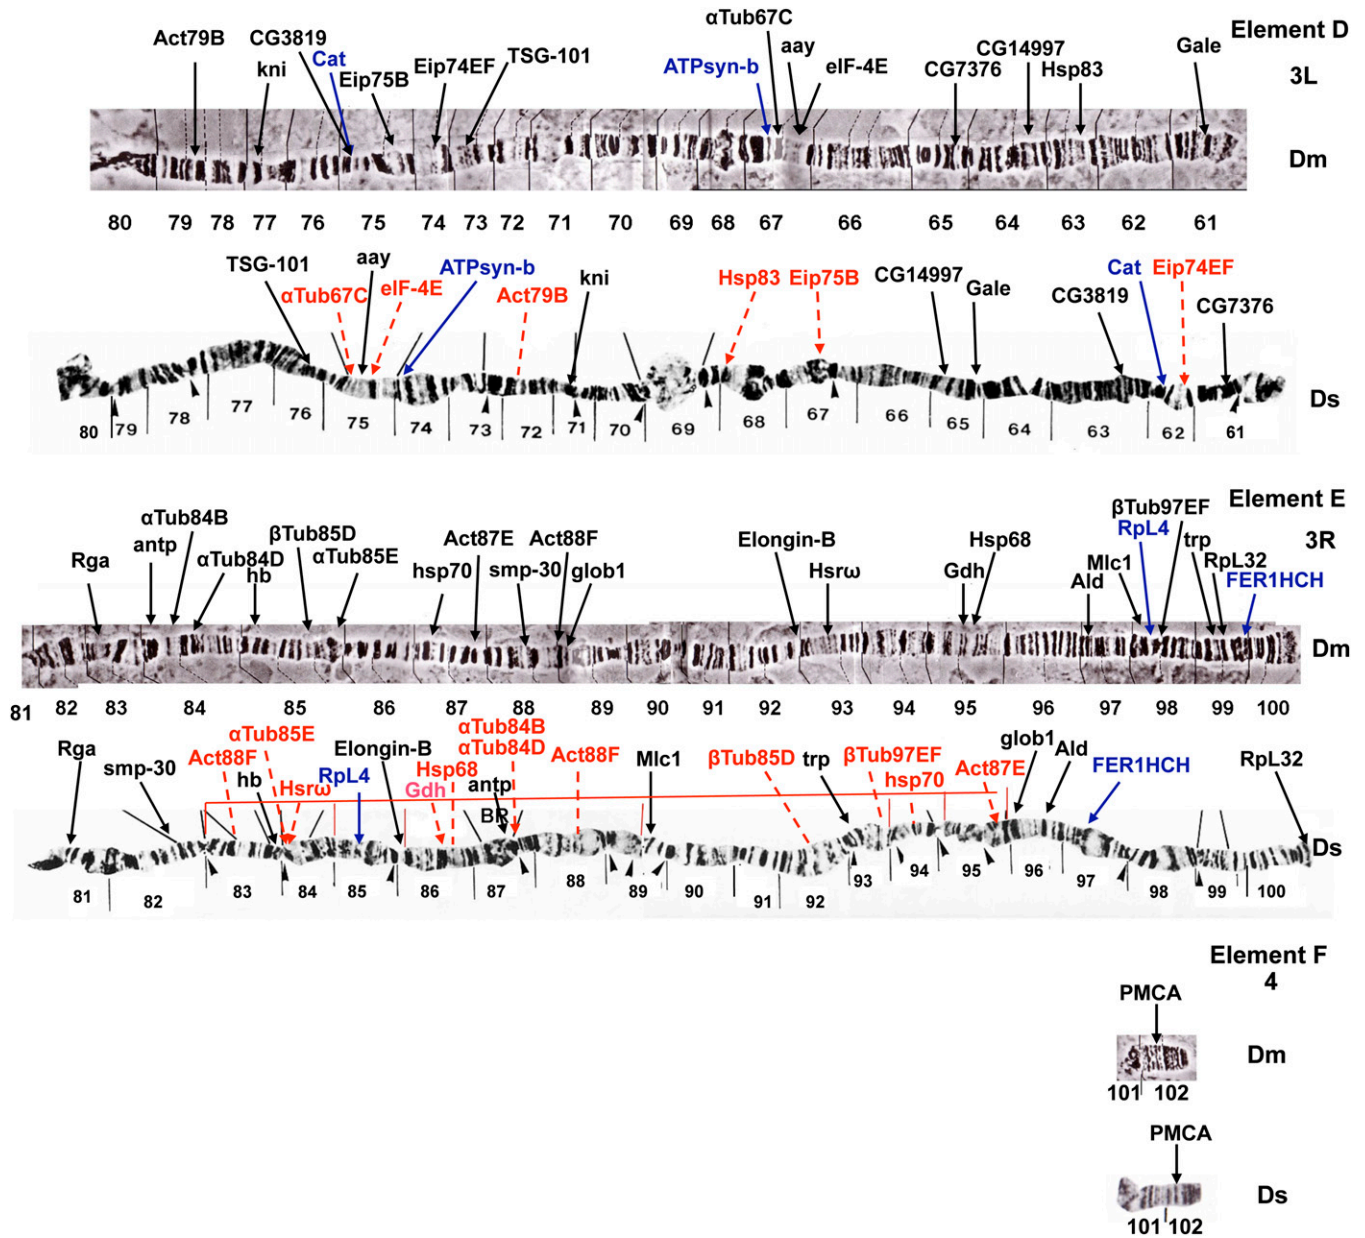 Element D
3L
αTub67C
Act79B CG3819 Cat kni Eip75B Eip74EF TSG-101 ATPsyn-b aay eIF-4E CG7376 CG14997 Hsp83 Gale
Dm
80 79 78 77 76 75 74 73 72 71 70 69 68 67 66 65 64 63 62 61
TSG-101 αTub67C aay eIF-4E ATPsyn-b Act79B kni Hsp83 Eip75B CG14997 Gale CG3819 Cat Eip74EF CG7376
Ds
80 79 78 77 76 75 74 73 72 71 70 69 68 67 66 65 64 63 62 61
Element E
3R
Rga antp αTub84B αTub84D hb βTub85D αTub85E hsp70 Act87E smp-30 Act88F glob1 Elongin-B Hsrω Gdh Hsp68 Ald Mlc1 RpL4 βTub97EF trp RpL32 FER1HCH
Dm
81 82 83 84 85 86 87 88 89 90 91 92 93 94 95 96 97 98 99 100
Rga smp-30 Act88F αTub85E hb Hsrω RpL4 Elongin-B Gdh Hsp68 antp BR αTub84B αTub84D Act88F Mlc1 βTub85D trp βTub97EF hsp70 Act87E glob1 Ald FER1HCH RpL32
Ds
81 82 83 84 85 86 87 88 89 90 91 92 93 94 95 96 97 98 99 100
Element F
4
PMCA
Dm
101 102
PMCA
Ds
101 102